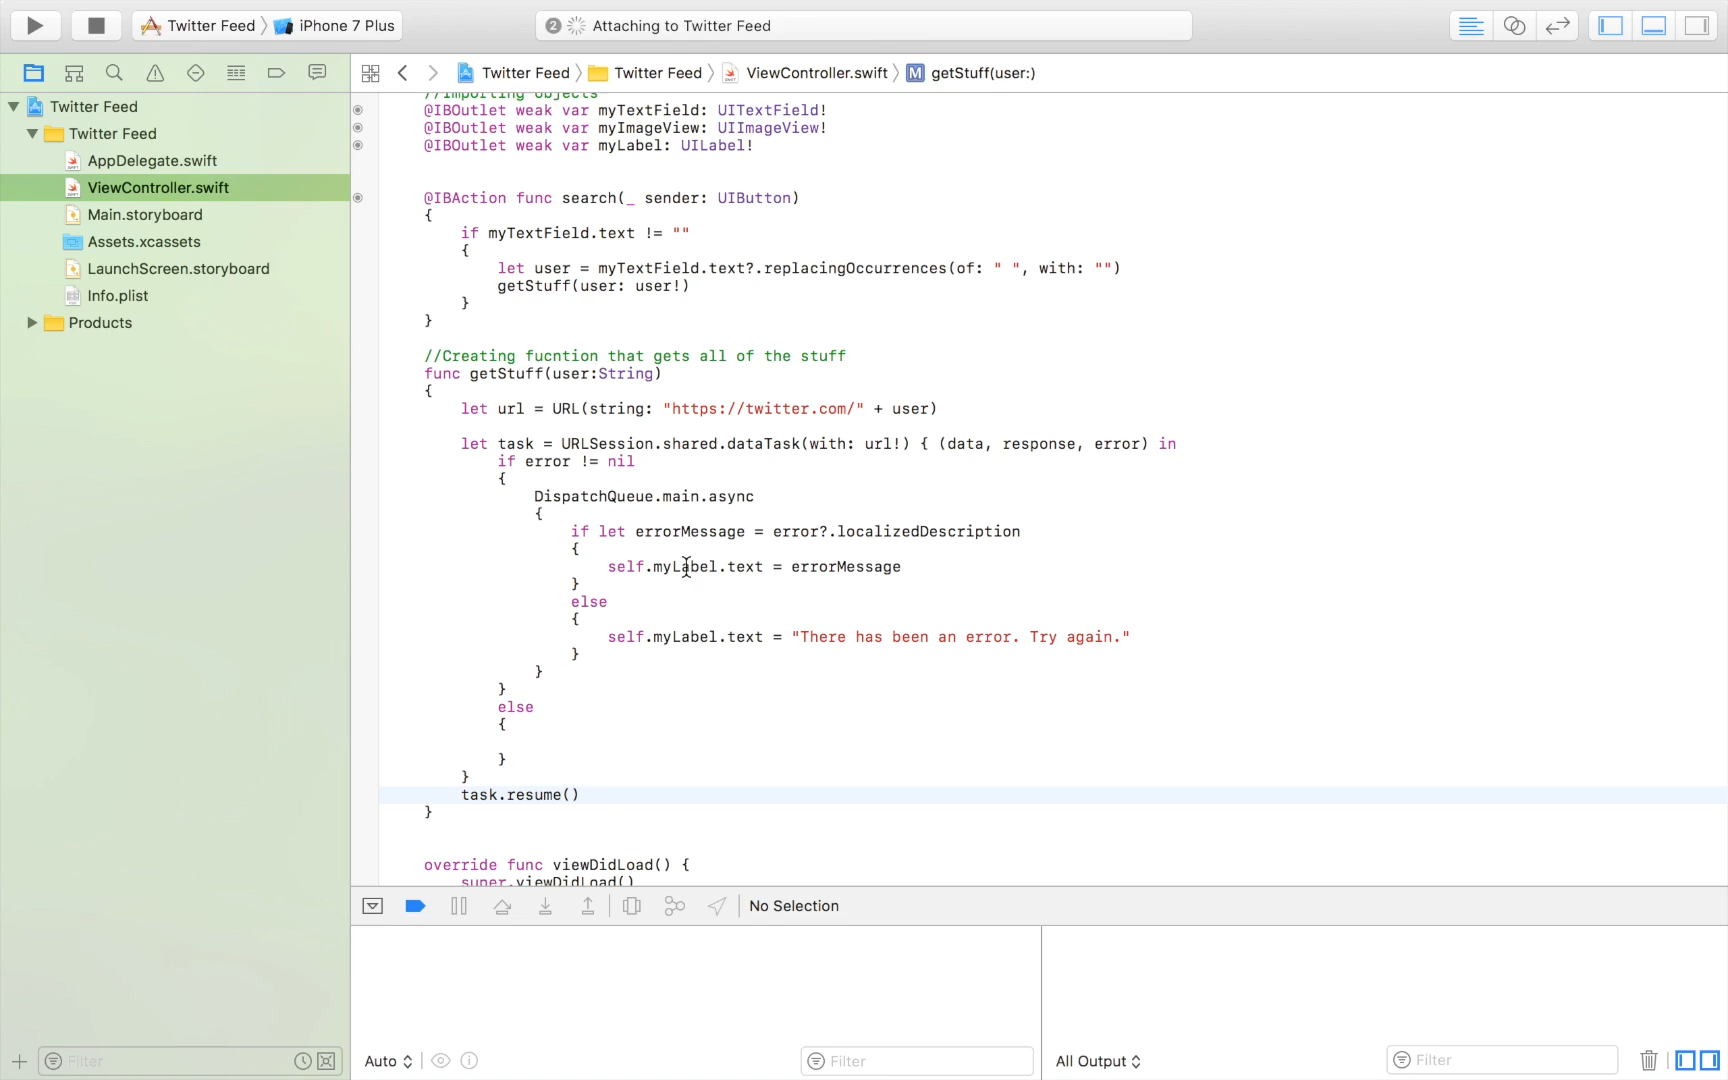 Twitter Feed 〉 iPhone 7 Plus
2 Attaching to Twitter Feed
Twitter Feed 〉 Twitter Feed 〉 ViewController.swift 〉 M getStuff(user:)
Twitter Feed
Twitter Feed
AppDelegate.swift
ViewController.swift
Main.storyboard
Assets.xcassets
LaunchScreen.storyboard
Info.plist
Products
//Importing objects
@IBOutlet weak var myTextField: UITextField!
@IBOutlet weak var myImageView: UIImageView!
@IBOutlet weak var myLabel: UILabel!
@IBAction func search(_ sender: UIButton)
{
if myTextField.text != ""
{
let user = myTextField.text?.replacingOccurrences(of: " ", with: "")
getStuff(user: user!)
}
}
//Creating fucntion that gets all of the stuff
func getStuff(user:String)
{
let url = URL(string: "https://twitter.com/" + user)
let task = URLSession.shared.dataTask(with: url!) { (data, response, error) in
if error != nil
{
DispatchQueue.main.async
{
if let errorMessage = error?.localizedDescription
{
self.myLabel.text = errorMessage
}
else
{
self.myLabel.text = "There has been an error. Try again."
}
}
}
else
{
}
}
task.resume()
}
override func viewDidLoad() {
super.viewDidLoad()
No Selection
Filter
Auto
Filter
All Output
Filter